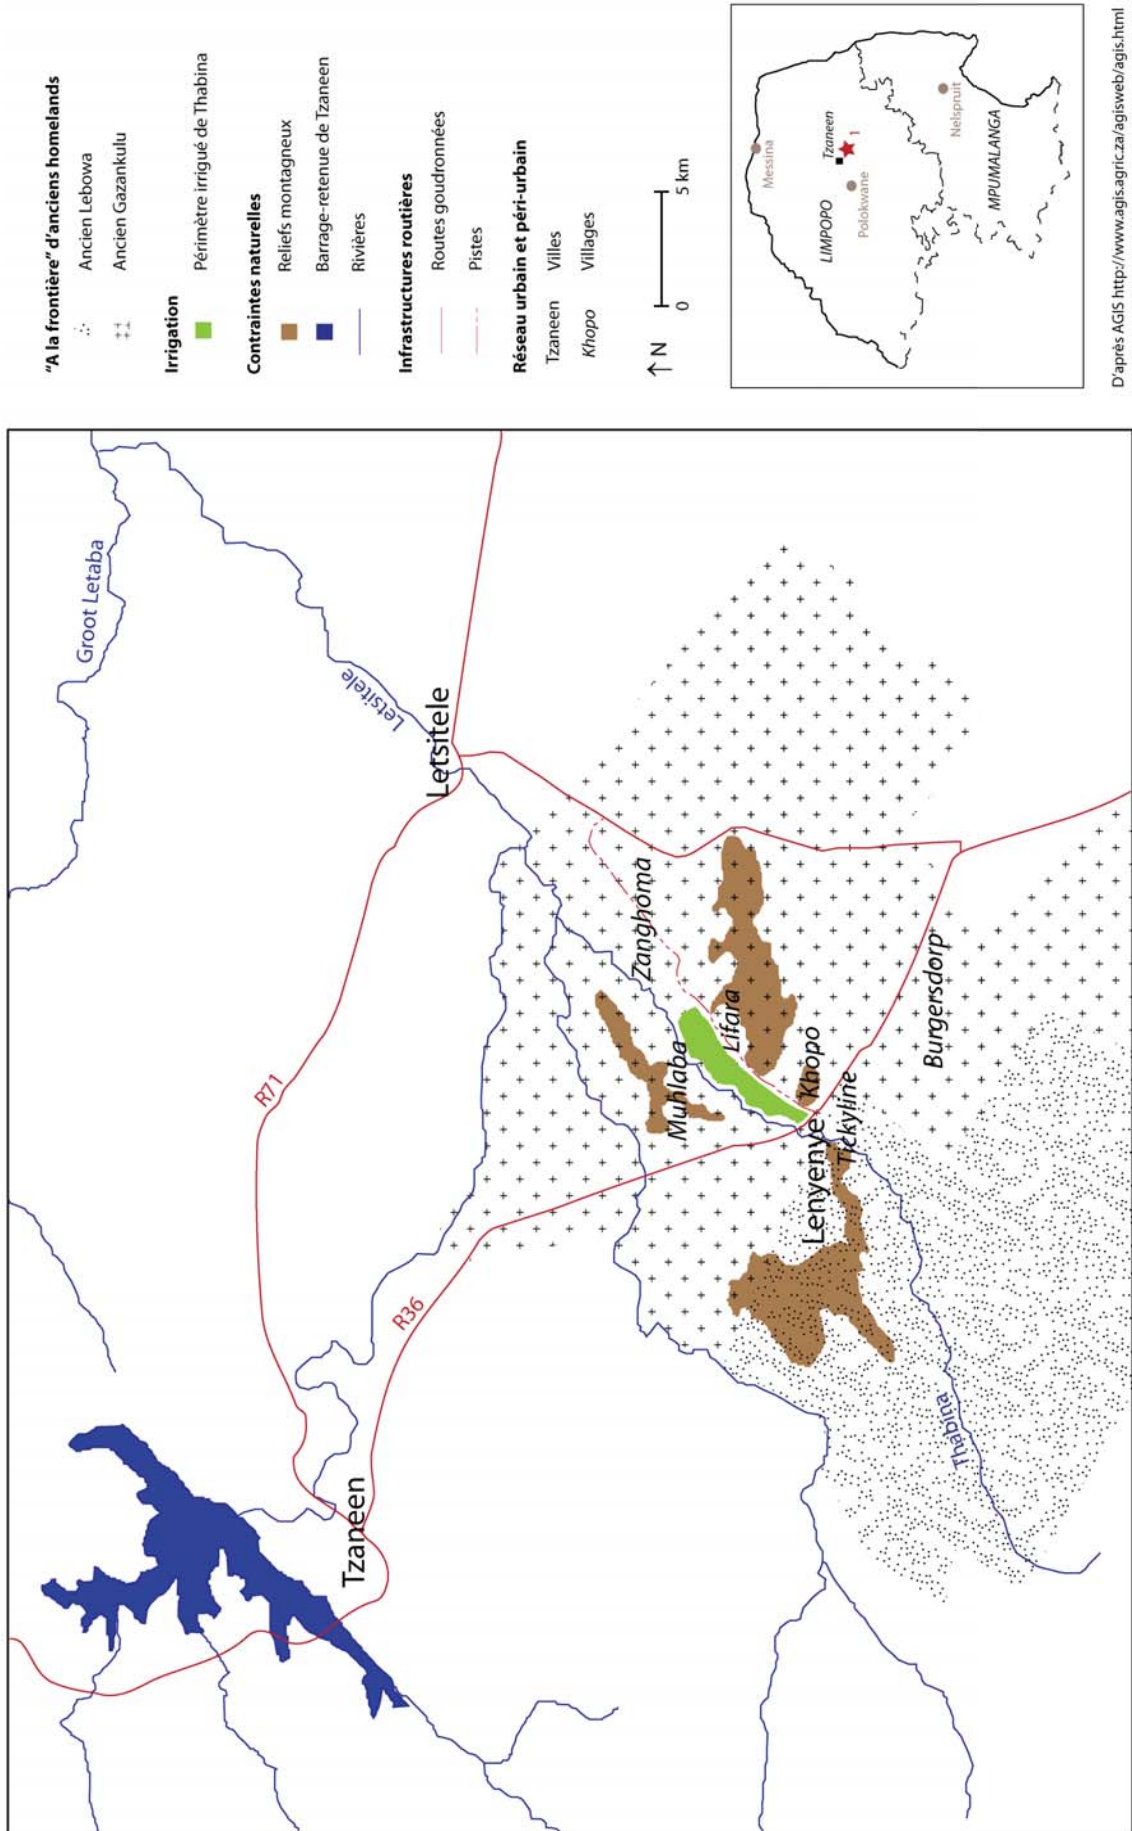 Groot Letaba
Letsitele
R71
Letsitele
Tzaneen
R36
Zanghoma
Muhlaba
Lifara
Khopo
Lenyenye
Tickyline
Burgersdorp
Thabina
"A la frontière" d'anciens homelands
Ancien Lebowa
Ancien Gazankulu
Irrigation
Périmètre irrigué de Thabina
Contraintes naturelles
Reliefs montagneux
Barrage-retenue de Tzaneen
Rivières
Infrastructures routières
Routes goudronnées
Pistes
Réseau urbain et péri-urbain
Tzaneen Villes
Khopo Villages
N
0 5 km
Messina
LIMPOPO
Tzaneen
1
Polokwane
Nelspruit
MPUMALANGA
D'après AGIS http://www.agis.agric.za/agisweb/agis.html